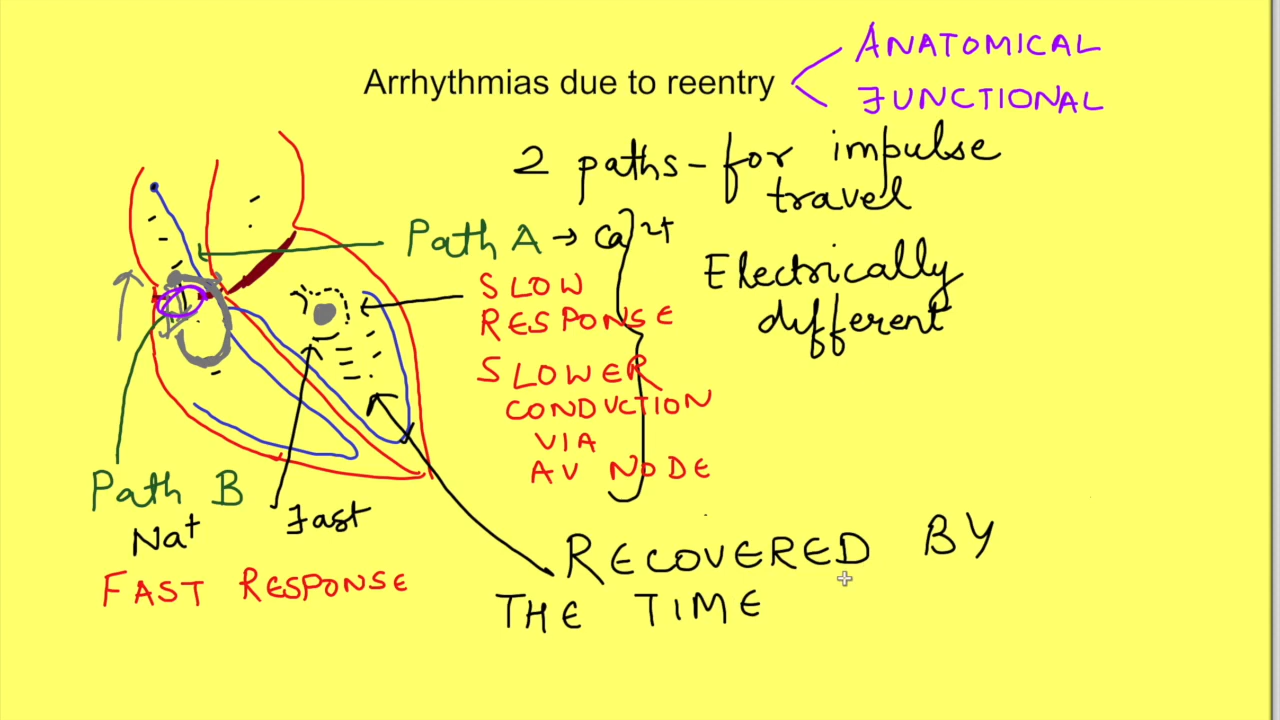 ANATOMICAL
Arrhythmias due to reentry
FUNCTIONAL
2 paths - for impulse
travel
Path A → Ca2+
SLOW
RESPONSE
Electrically
different
SLOWER
CONDUCTION
VIA
AV NODE
Path B
Na+
Fast
FAST RESPONSE
RECOVERED BY
THE TIME